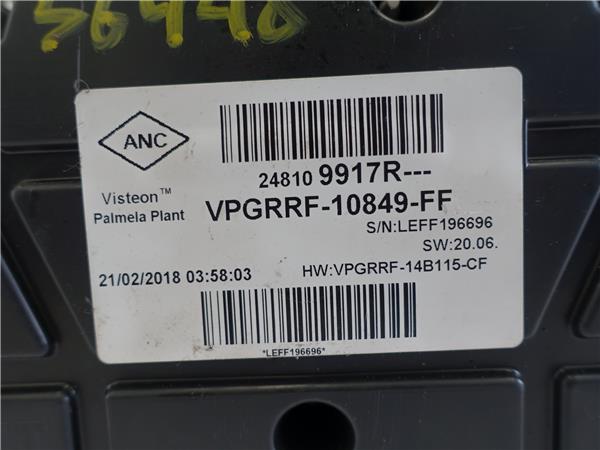 56448
ANC
24810 9917R---
Visteon™
Palmela Plant
VPGRRF-10849-FF
S/N:LEFF196696
SW:20.06.
21/02/2018 03:58:03
HW:VPGRRF-14B115-CF
*LEFF196696*